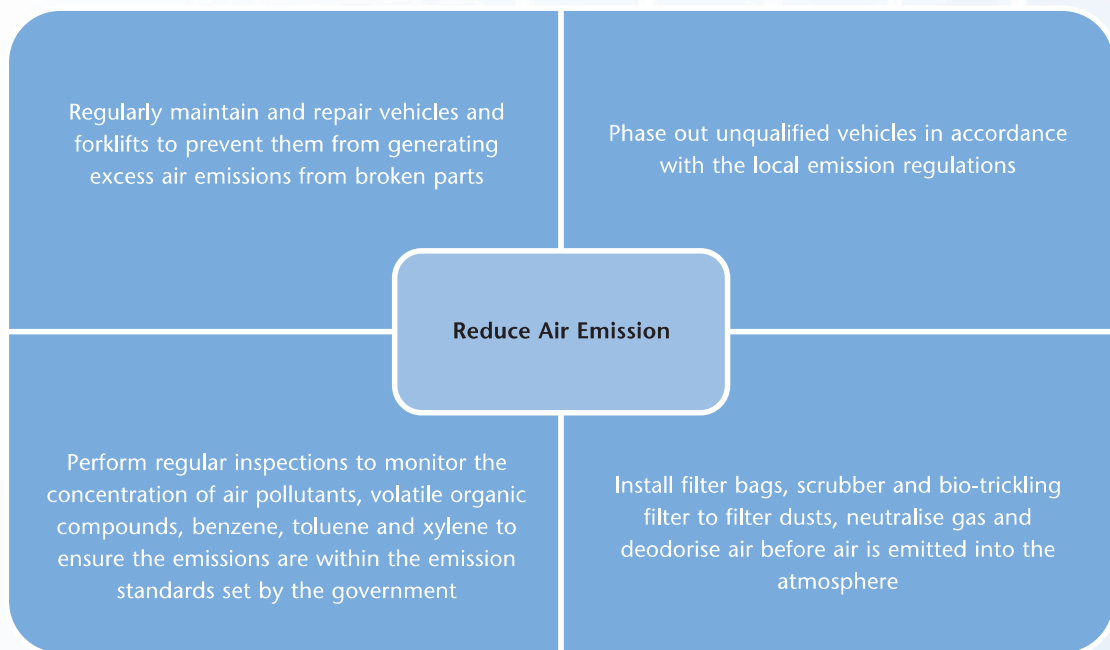 Regularly maintain and repair vehicles and
forklifts to prevent them from generating
excess air emissions from broken parts
Phase out unqualified vehicles in accordance
with the local emission regulations
Reduce Air Emission
Perform regular inspections to monitor the
concentration of air pollutants, volatile organic
compounds, benzene, toluene and xylene to
ensure the emissions are within the emission
standards set by the government
Install filter bags, scrubber and bio-trickling
filter to filter dusts, neutralise gas and
deodorise air before air is emitted into the
atmosphere